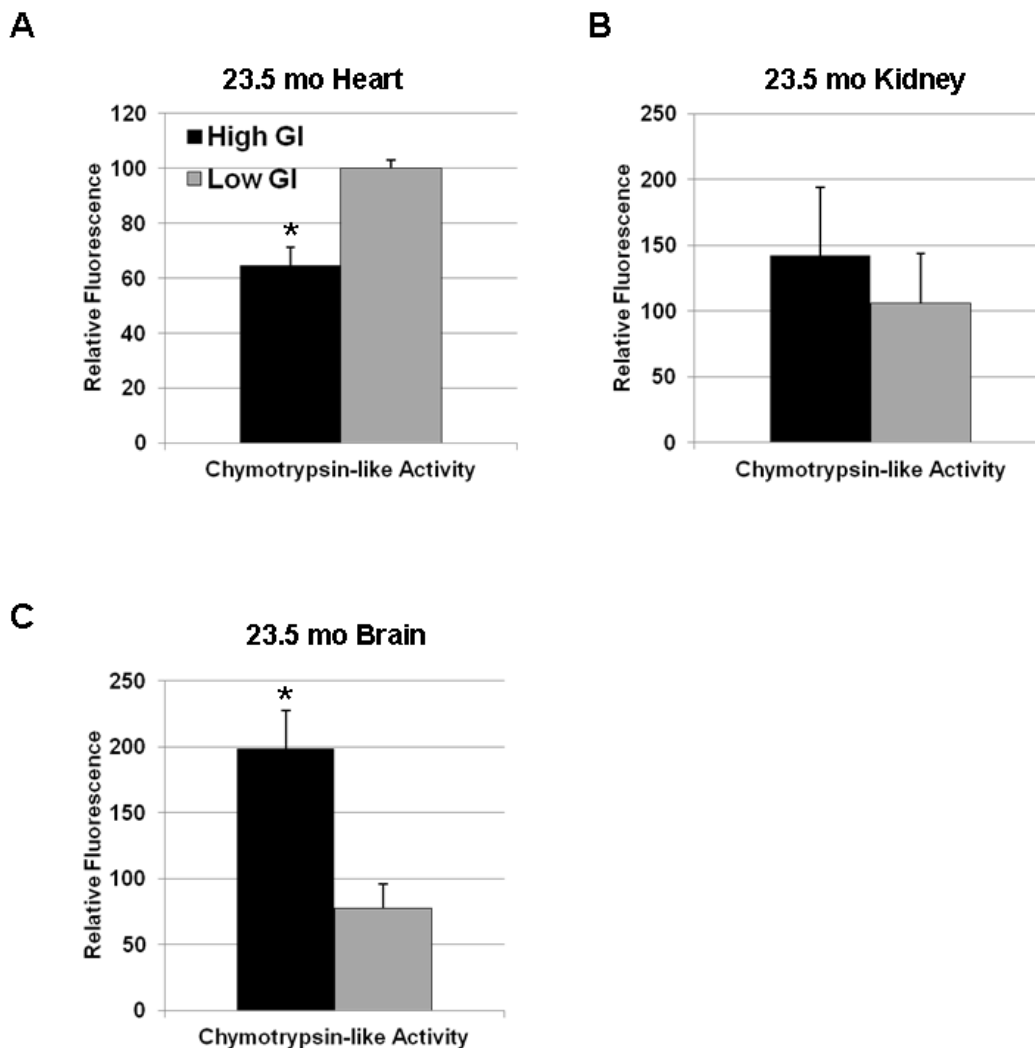 A
23.5 mo Heart
Relative Fluorescence
120
100
80
60
40
20
0
High GI
Low GI
*
Chymotrypsin-like Activity
B
23.5 mo Kidney
Relative Fluorescence
250
200
150
100
50
0
Chymotrypsin-like Activity
C
23.5 mo Brain
Relative Fluorescence
250
200
150
100
50
0
*
Chymotrypsin-like Activity